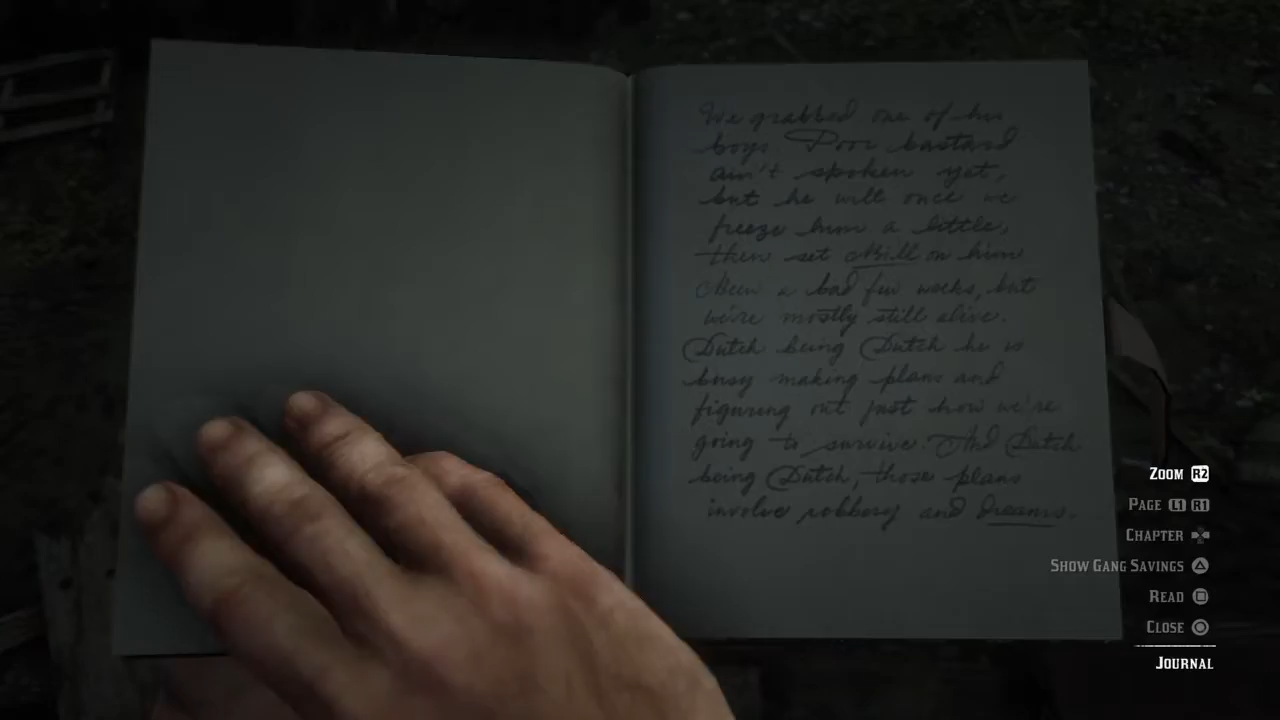 We grabbed one of his
boys. Poor bastard
ain't spoken yet,
but he will once we
freeze him a little,
then set Bill on him
Been a bad few weeks, but
we're mostly still alive.
Dutch being Dutch he is
busy making plans and
figuring out just how we're
going to survive. And Dutch
being Dutch, those plans
involve robbery and dreams.
ZOOM R2
PAGE L1 R1
CHAPTER
SHOW GANG SAVINGS
READ
CLOSE
JOURNAL